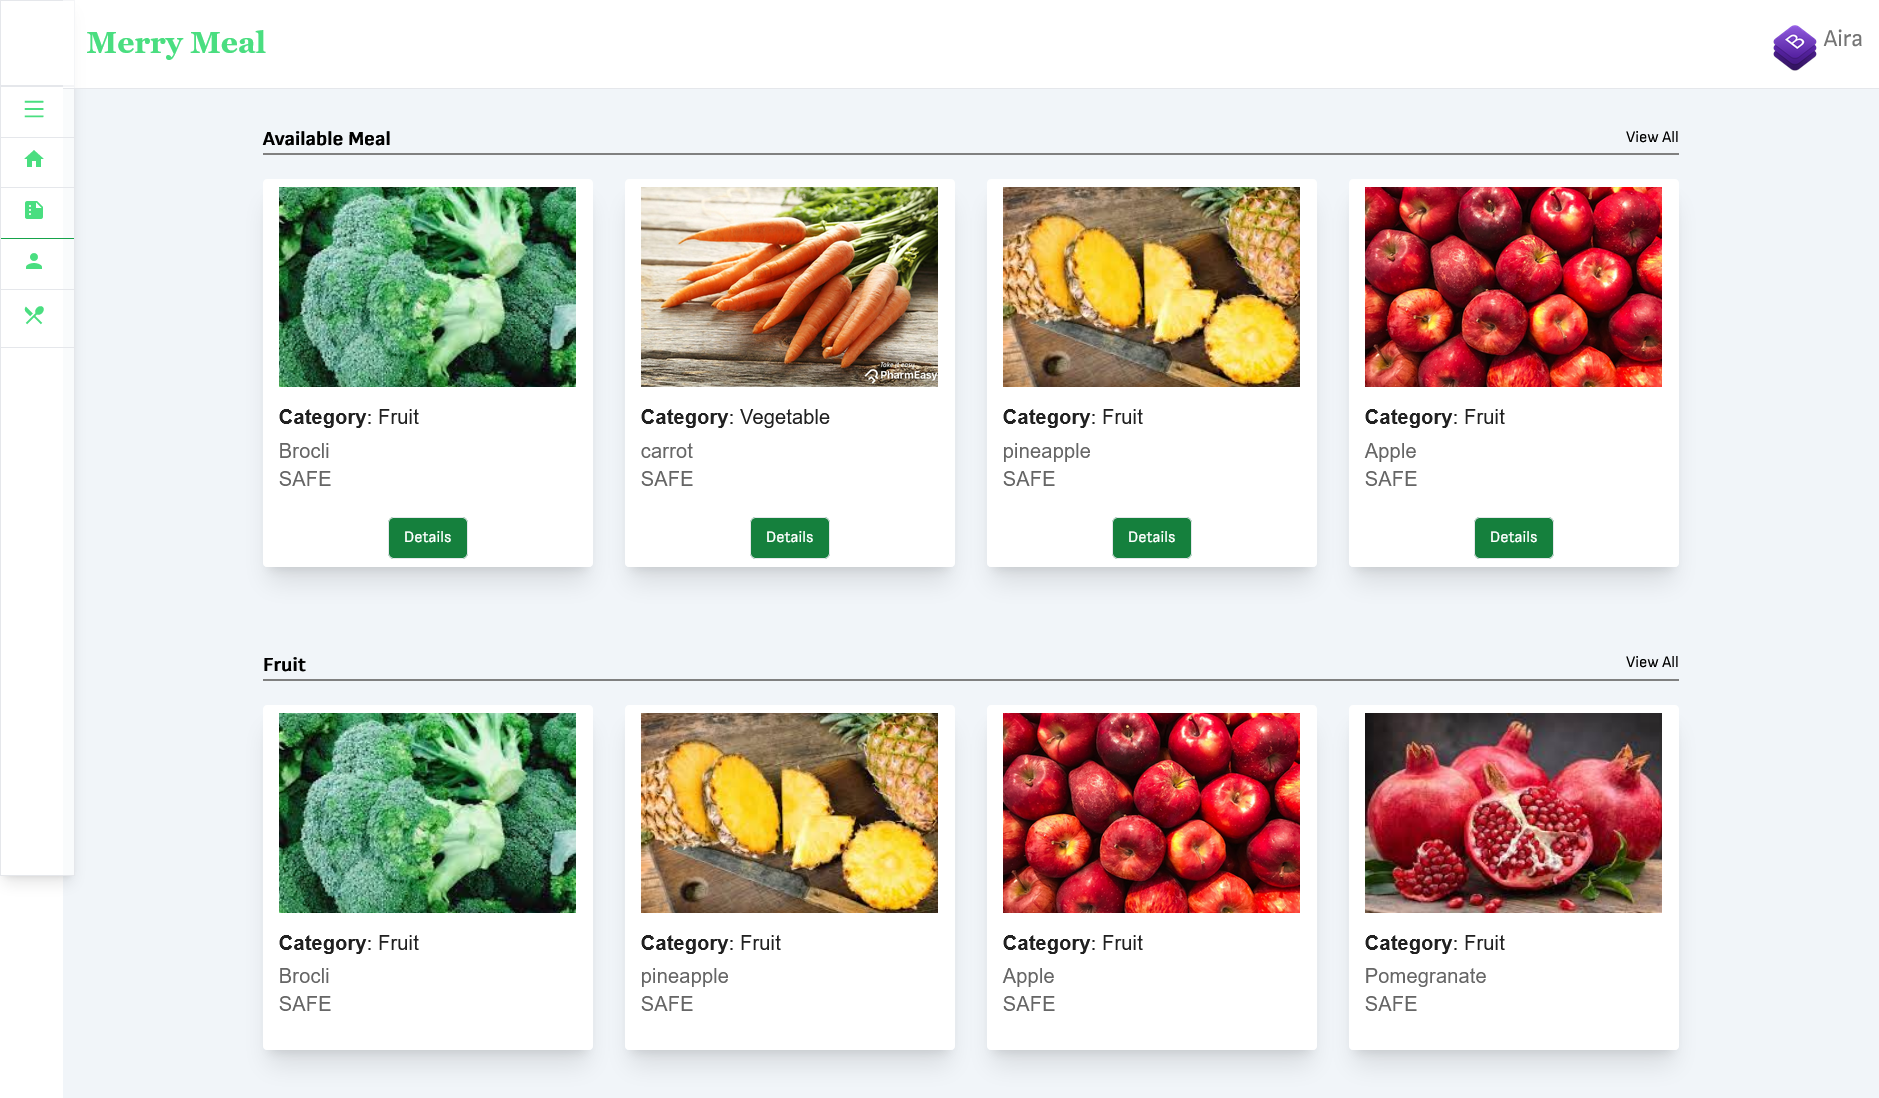 Merry Meal
Aira
Available Meal
View All
PharmEasy
Category: Fruit
Brocli
SAFE
Details
Category: Vegetable
carrot
SAFE
Details
Category: Fruit
pineapple
SAFE
Details
Category: Fruit
Apple
SAFE
Details
Fruit
View All
Category: Fruit
Brocli
SAFE
Category: Fruit
pineapple
SAFE
Category: Fruit
Apple
SAFE
Category: Fruit
Pomegranate
SAFE